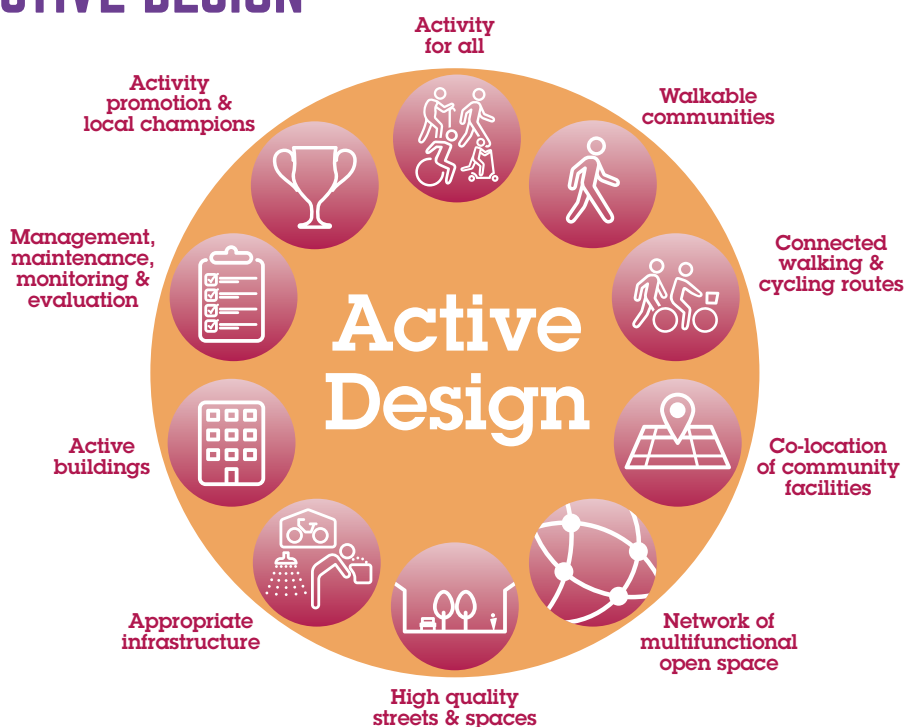 DESIGN
Activity
for all
Walkable
communities
Connected
walking &
cycling routes
Co-location
of community
facilities
Network of
multifunctional
open space
High quality
streets & spaces
Appropriate
infrastructure
Active
buildings
Management,
maintenance,
monitoring &
evaluation
Activity
promotion &
local champions
Active
Design